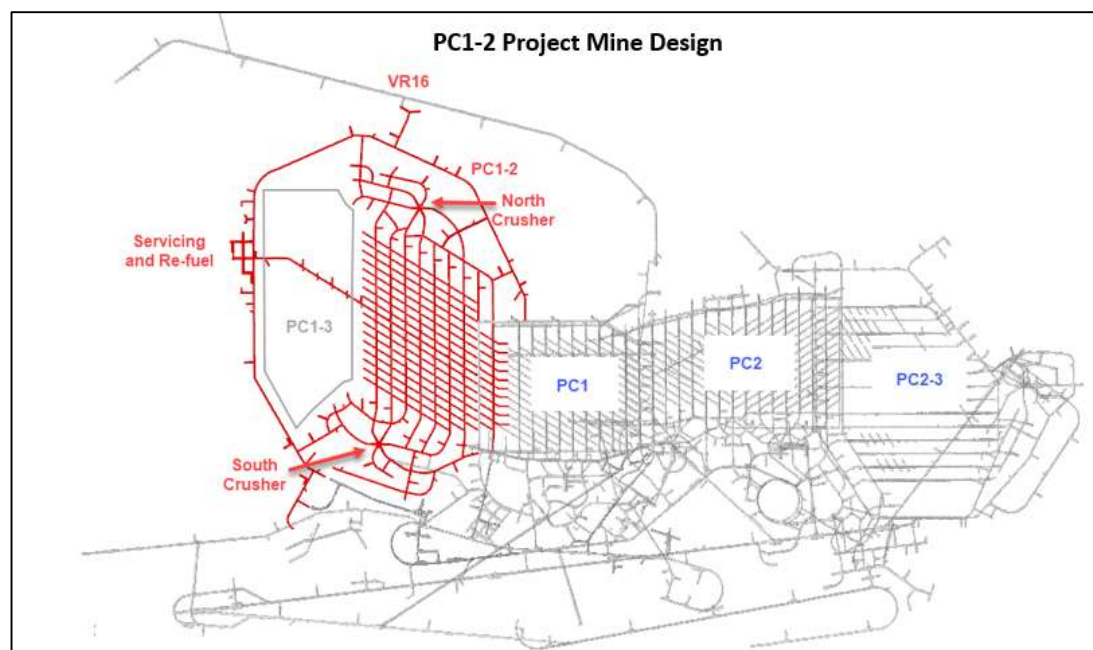 PC1-2 Project Mine Design
VR16
PC1-2
North
Crusher
Servicing
and Re-fuel
PC1-3
PC1
PC2
PC2-3
South
Crusher